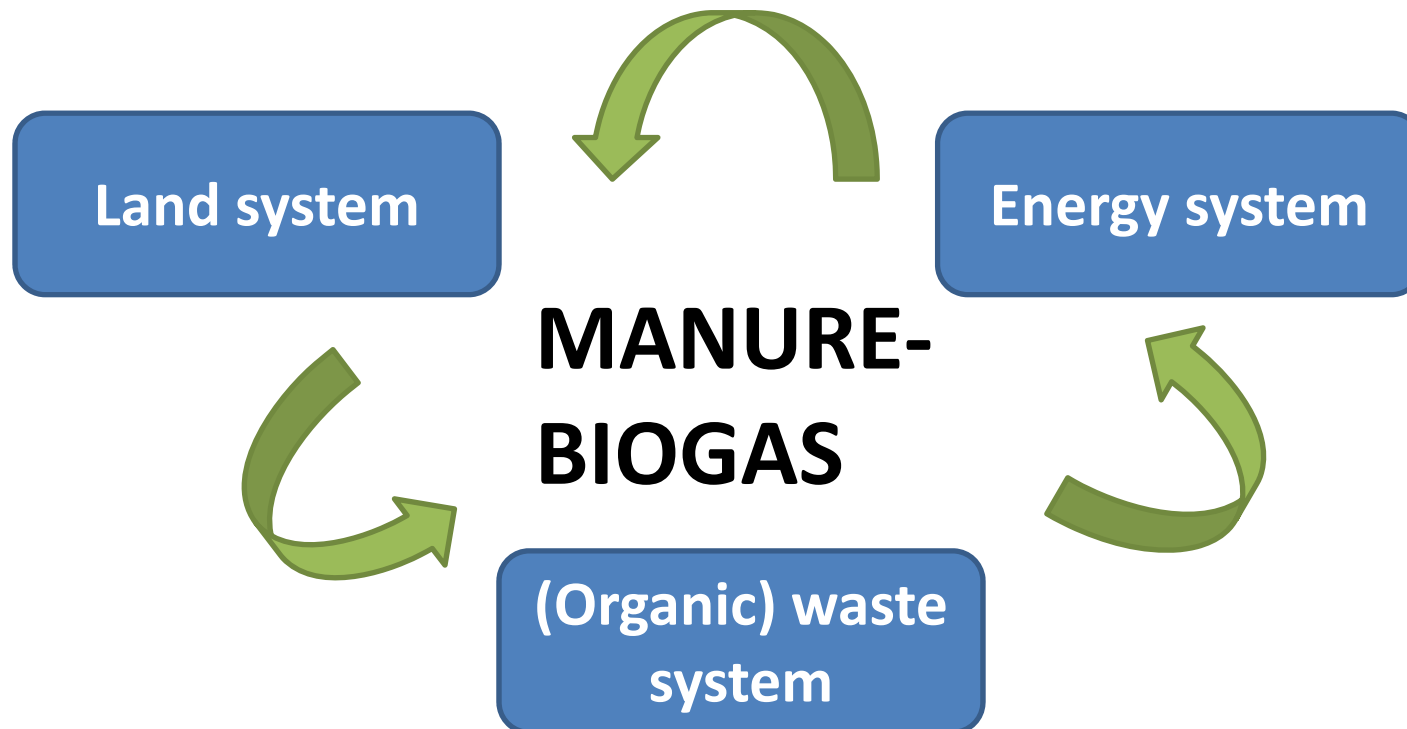 Land system
Energy system
MANURE-
BIOGAS
(Organic) waste
system